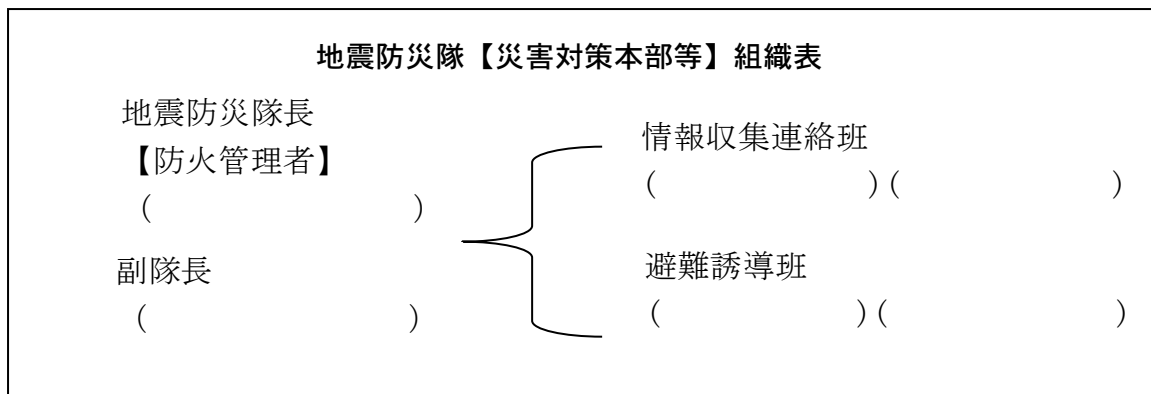 地震防災隊【災害対策本部等】組織表
地震防災隊長
【防火管理者】
(　　　　　　　　)
副隊長
(　　　　　　　　)
情報収集連絡班
(　　　　　　　)(　　　　　　　)
避難誘導班
(　　　　　　　)(　　　　　　　)